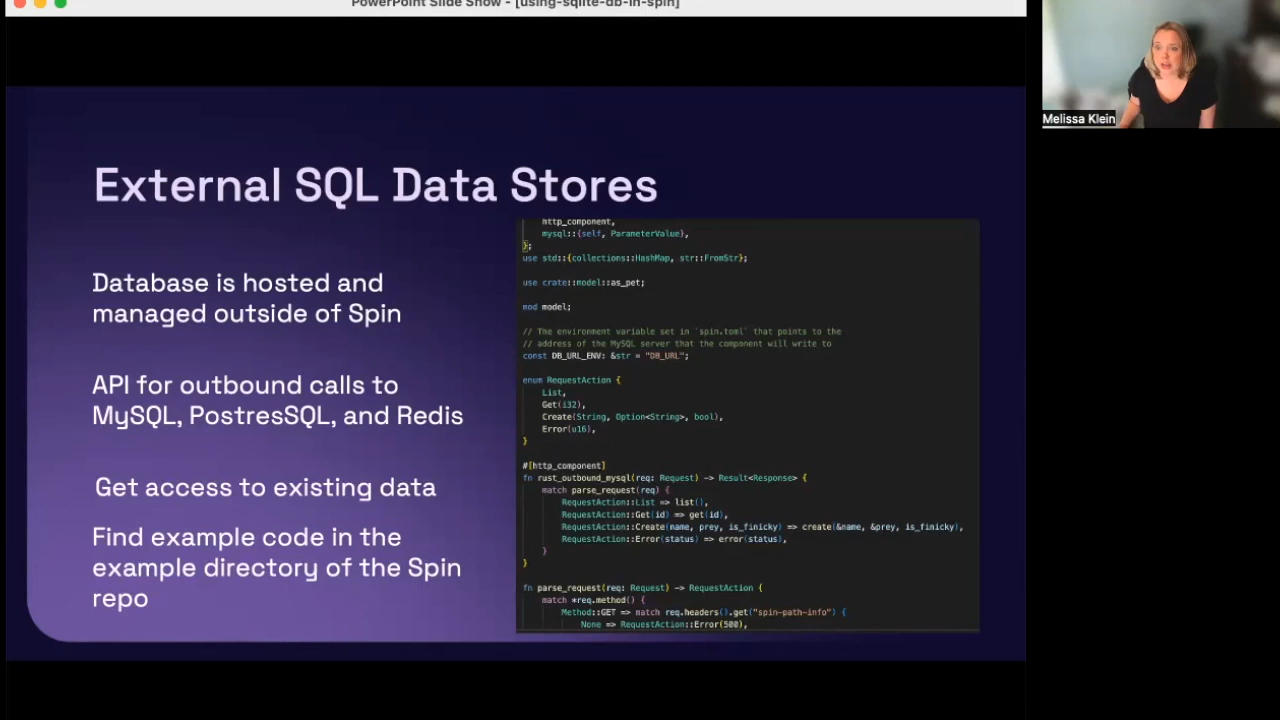 PowerPoint Slide Show - [using-sqlite-db-in-spin]
Melissa Klein
External SQL Data Stores
Database is hosted and
managed outside of Spin
API for outbound calls to
MySQL, PostresSQL, and Redis
Get access to existing data
Find example code in the
example directory of the Spin
repo
http_component,
mysql::{self, ParameterValue},
};
use std::{collections::HashMap, str::FromStr};
use crate::model::as_pet;
mod model;
// The environment variable set in `spin.toml` that points to the
// address of the MySQL server that the component will write to
const DB_URL_ENV: &str = "DB_URL";
enum RequestAction {
List,
Get(i32),
Create(String, Option<String>, bool),
Error(u16),
}
#[http_component]
fn rust_outbound_mysql(req: Request) -> Result<Response> {
match parse_request(req) {
RequestAction::List => list(),
RequestAction::Get(id) => get(id),
RequestAction::Create(name, prey, is_finicky) => create(&name, &prey, is_finicky),
RequestAction::Error(status) => error(status),
}
}
fn parse_request(req: Request) -> RequestAction {
match *req.method() {
Method::GET => match req.headers().get("spin-path-info") {
None => RequestAction::Error(500),